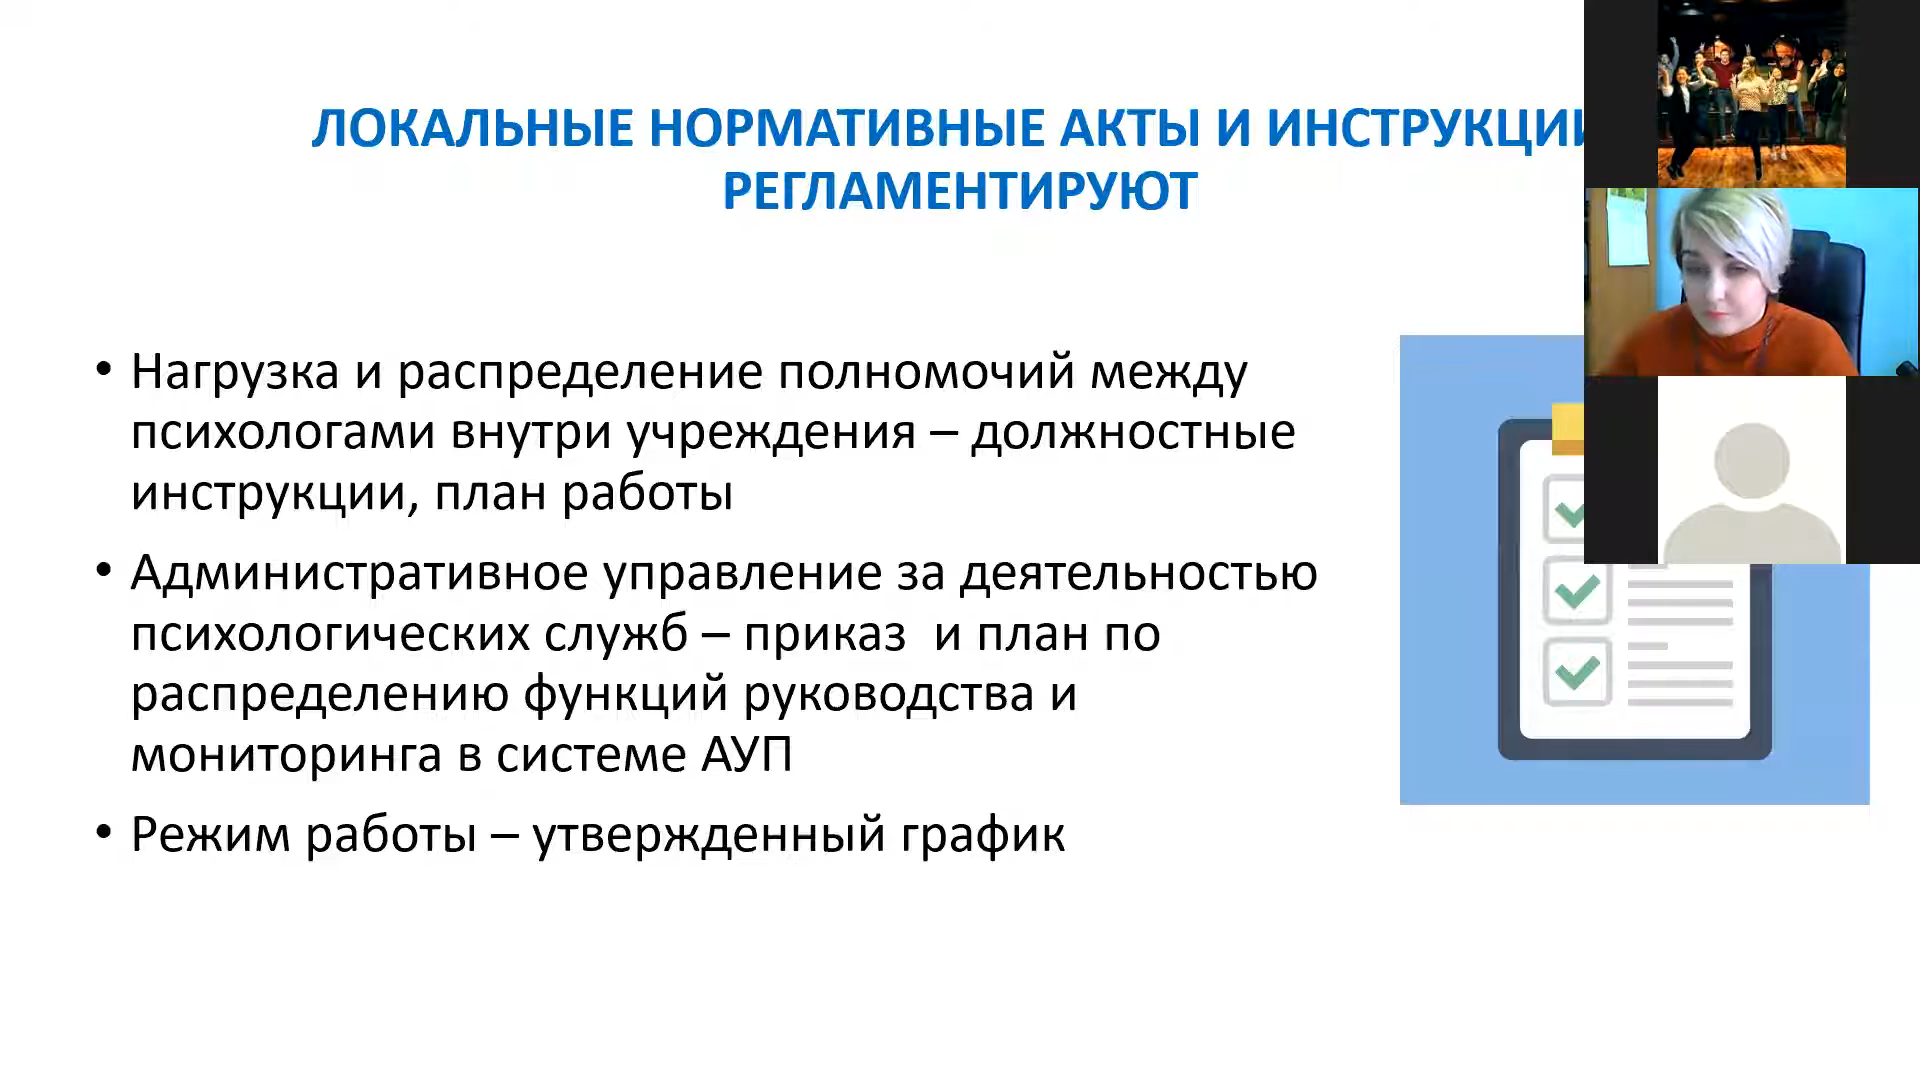 ЛОКАЛЬНЫЕ НОРМАТИВНЫЕ АКТЫ И ИНСТРУКЦИИ
РЕГЛАМЕНТИРУЮТ
• Нагрузка и распределение полномочий между
психологами внутри учреждения – должностные
инструкции, план работы
• Административное управление за деятельностью
психологических служб – приказ и план по
распределению функций руководства и
мониторинга в системе АУП
• Режим работы – утвержденный график